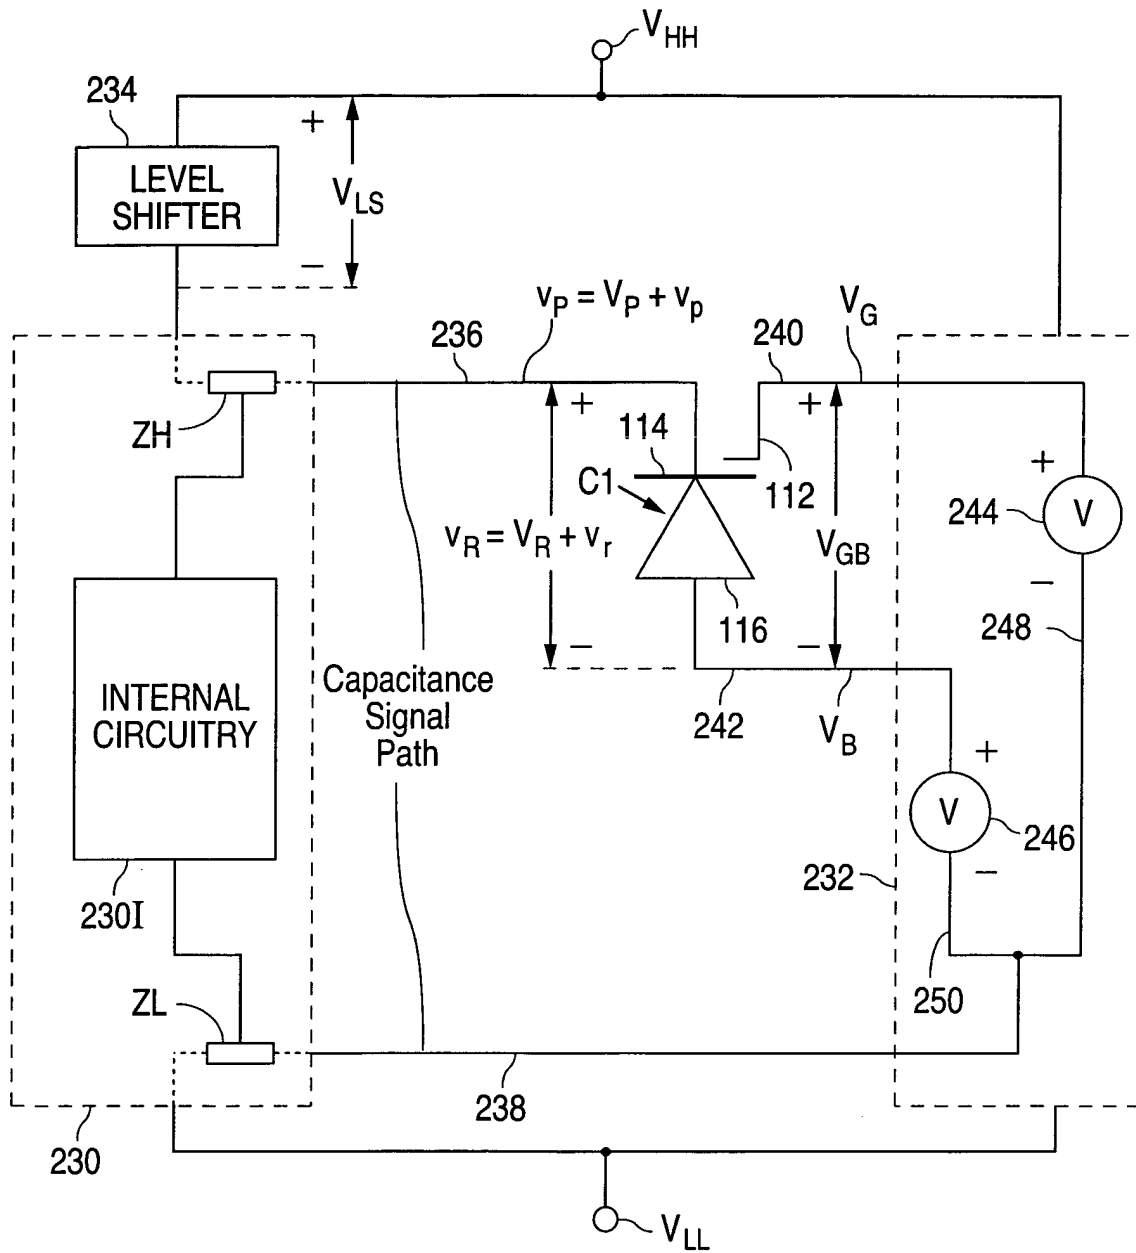 V_HH
234
LEVEL
SHIFTER
+
V_LS
−
v_P = V_P + v_p
V_G
236
240
ZH
+
+
114
112
C1
+
244
V
v_R = V_R + v_r
V_GB
−
116
248
−
−
INTERNAL
CIRCUITRY
Capacitance
Signal
Path
242
V_B
+
V
246
232
−
230I
250
ZL
238
230
V_LL